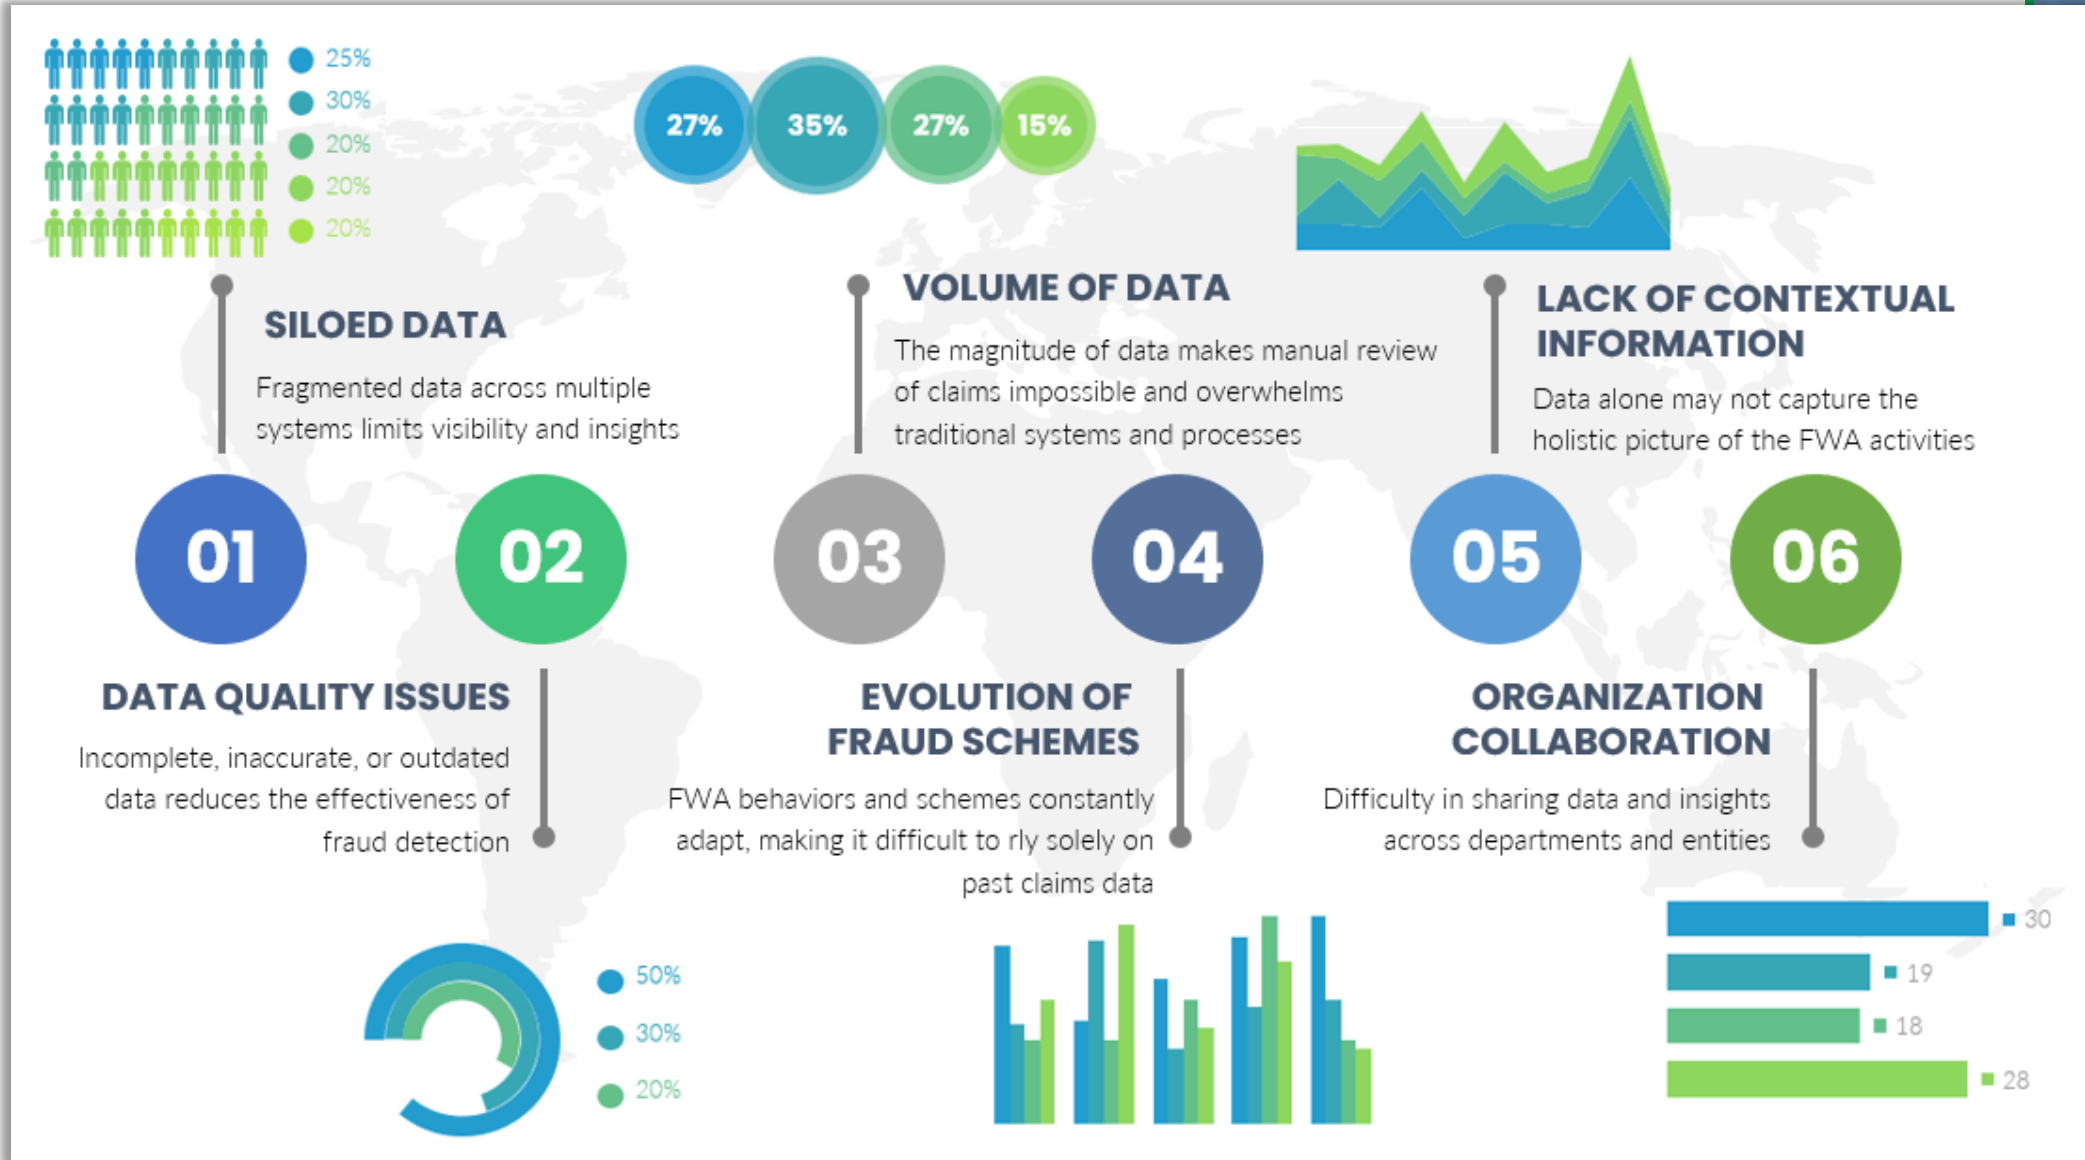 25%
30%
20%
20%
20%
27%
35%
27%
15%
SILOED DATA
Fragmented data across multiple
systems limits visibility and insights
VOLUME OF DATA
The magnitude of data makes manual review
of claims impossible and overwhelms
traditional systems and processes
LACK OF CONTEXTUAL
INFORMATION
Data alone may not capture the
holistic picture of the FWA activities
01
02
03
04
05
06
DATA QUALITY ISSUES
Incomplete, inaccurate, or outdated
data reduces the effectiveness of
fraud detection
EVOLUTION OF
FRAUD SCHEMES
FWA behaviors and schemes constantly
adapt, making it difficult to rly solely on
past claims data
ORGANIZATION
COLLABORATION
Difficulty in sharing data and insights
across departments and entities
50%
30%
20%
30
19
18
28